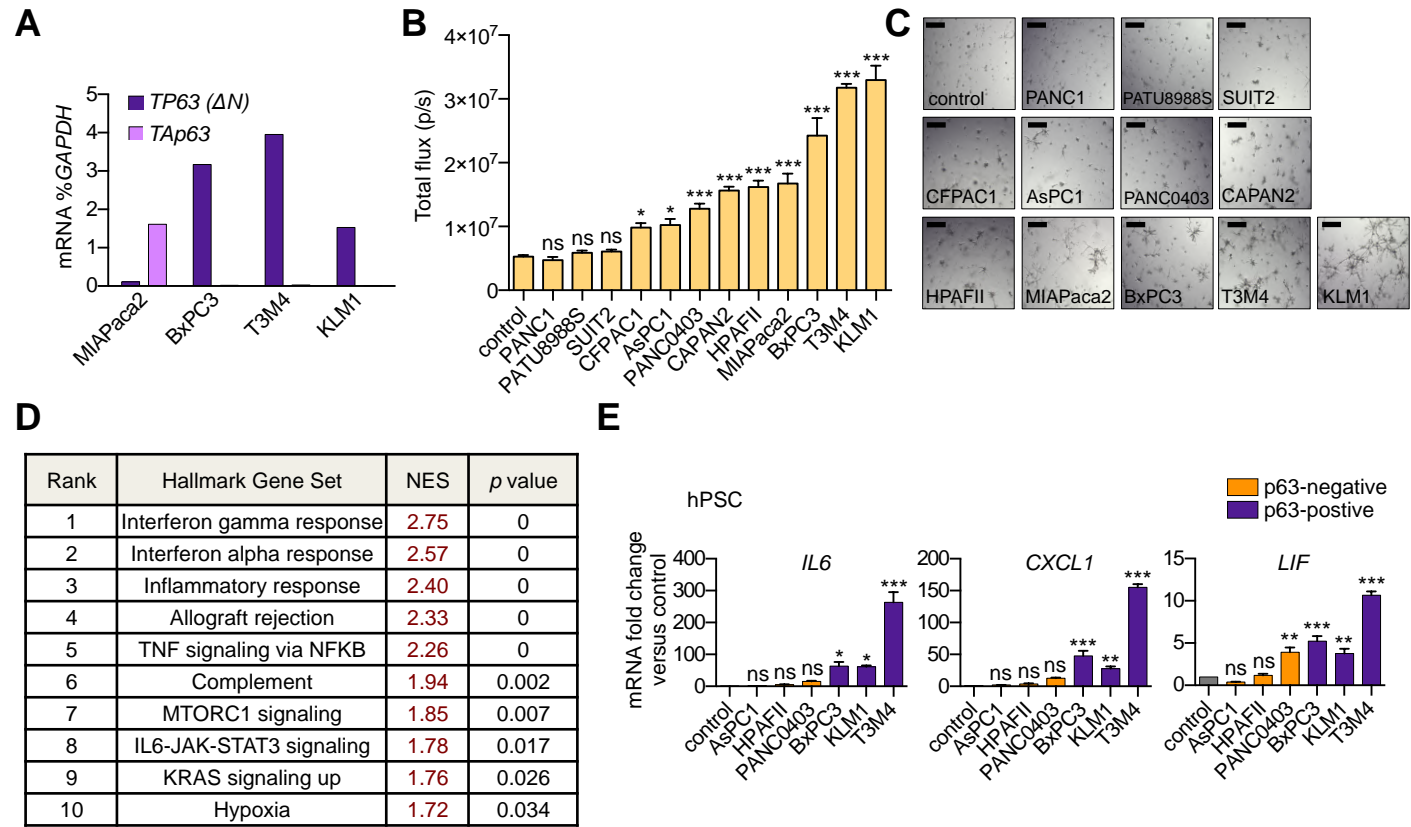 A
mRNA %GAPDH
5
4
3
2
1
0
TP63 (ΔN)
TAp63
MIAPaca2
BxPC3
T3M4
KLM1
B
Total flux (p/s)
4×10⁷
3×10⁷
2×10⁷
1×10⁷
0
ns
ns
ns
*
*
***
***
***
***
***
***
***
control
PANC1
PATU8988S
SUIT2
CFPAC1
AsPC1
PANC0403
CAPAN2
HPAFII
MIAPaca2
BxPC3
T3M4
KLM1
C
control
PANC1
PATU8988S
SUIT2
CFPAC1
AsPC1
PANC0403
CAPAN2
HPAFII
MIAPaca2
BxPC3
T3M4
KLM1
D
Rank Hallmark Gene Set NES p value
1 Interferon gamma response 2.75 0
2 Interferon alpha response 2.57 0
3 Inflammatory response 2.40 0
4 Allograft rejection 2.33 0
5 TNF signaling via NFKB 2.26 0
6 Complement 1.94 0.002
7 MTORC1 signaling 1.85 0.007
8 IL6-JAK-STAT3 signaling 1.78 0.017
9 KRAS signaling up 1.76 0.026
10 Hypoxia 1.72 0.034
E
hPSC
p63-negative
p63-postive
mRNA fold change
versus control
IL6
400
300
200
100
0
ns
ns
ns
*
*
***
control
AsPC1
HPAFII
PANC0403
BxPC3
KLM1
T3M4
CXCL1
200
150
100
50
0
ns
ns
ns
***
**
***
control
AsPC1
HPAFII
PANC0403
BxPC3
KLM1
T3M4
LIF
15
10
5
0
ns
ns
**
***
**
***
control
AsPC1
HPAFII
PANC0403
BxPC3
KLM1
T3M4